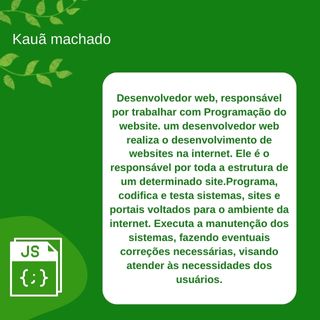 Kauã machado
Desenvolvedor web, responsável
por trabalhar com Programação do
website. um desenvolvedor web
realiza o desenvolvimento de
websites na internet. Ele é o
responsável por toda a estrutura de
um determinado site.Programa,
codifica e testa sistemas, sites e
portais voltados para o ambiente da
internet. Executa a manutenção dos
sistemas, fazendo eventuais
correções necessárias, visando
atender às necessidades dos
usuários.
JS
{;}